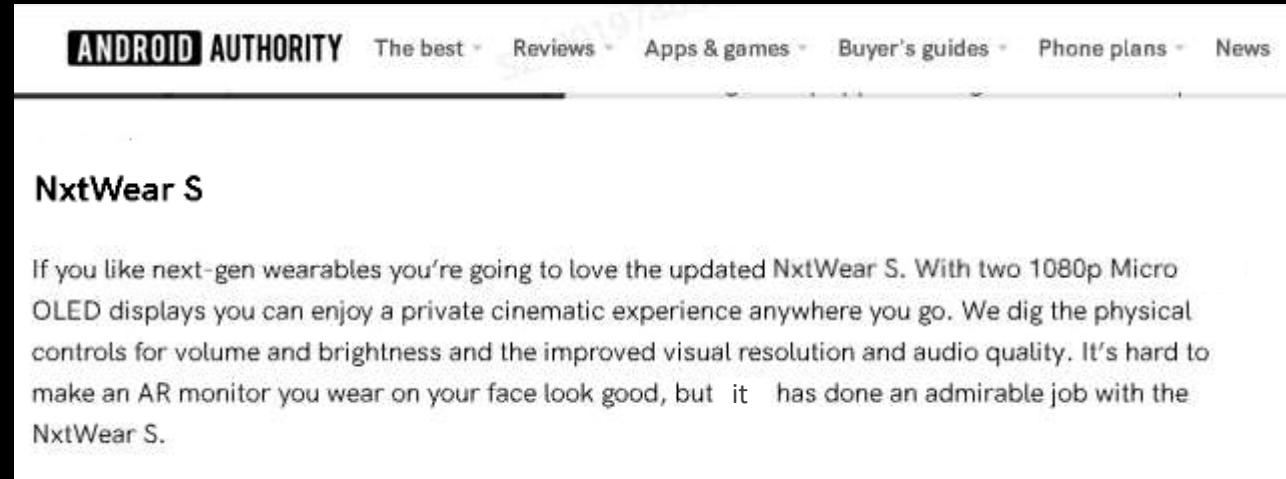 ANDROID AUTHORITY The best Reviews Apps & games Buyer's guides Phone plans News
NxtWear S
If you like next-gen wearables you're going to love the updated NxtWear S. With two 1080p Micro
OLED displays you can enjoy a private cinematic experience anywhere you go. We dig the physical
controls for volume and brightness and the improved visual resolution and audio quality. It's hard to
make an AR monitor you wear on your face look good, but it has done an admirable job with the
NxtWear S.